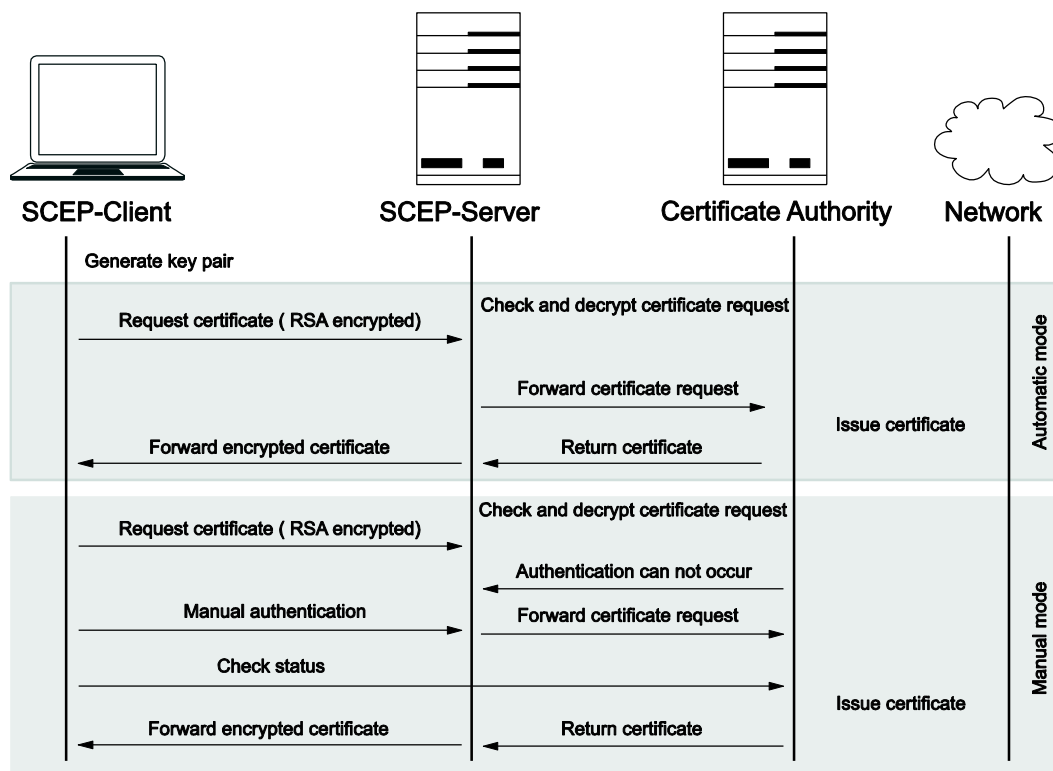 SCEP-Client
SCEP-Server
Certificate Authority
Network
Generate key pair
Check and decrypt certificate request
Request certificate ( RSA encrypted)
Forward certificate request
Issue certificate
Forward encrypted certificate
Return certificate
Automatic mode
Check and decrypt certificate request
Request certificate ( RSA encrypted)
Authentication can not occur
Manual authentication
Forward certificate request
Check status
Issue certificate
Forward encrypted certificate
Return certificate
Manual mode